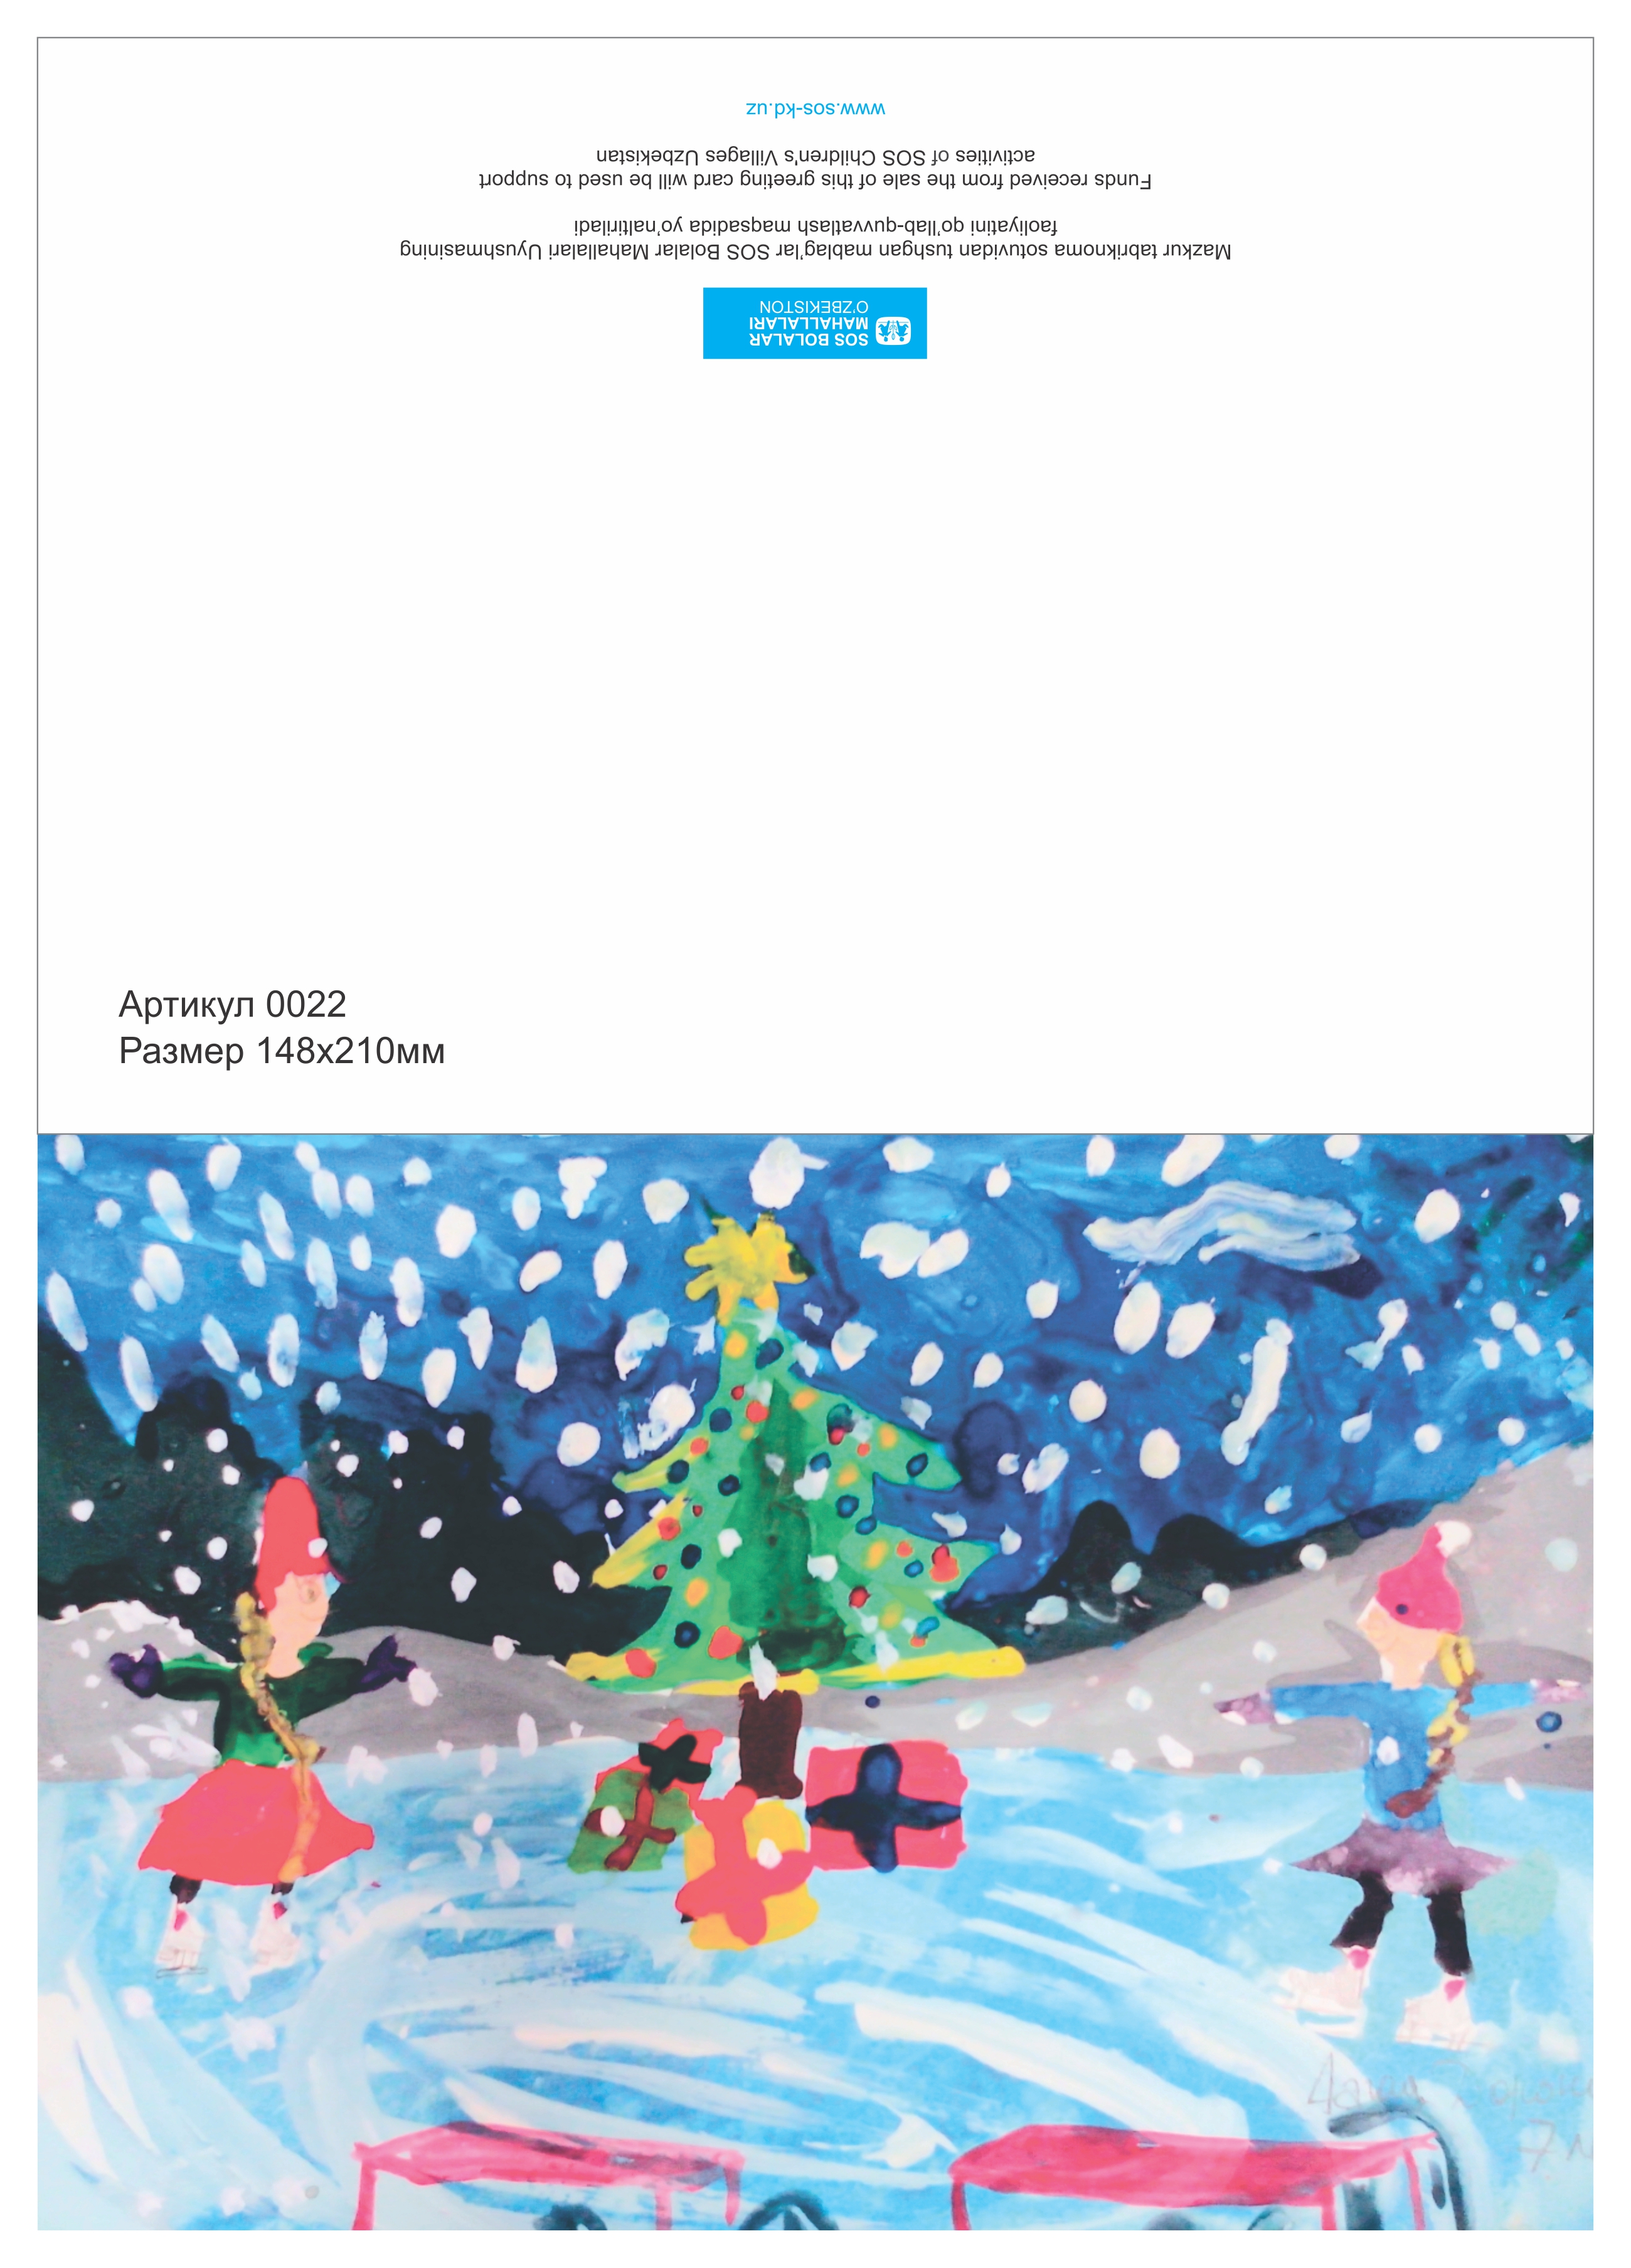 SOS BOLALAR
MAHALLALARI
O'ZBEKISTON
Mazkur tabriknoma sotuvidan tushgan mablag'lar SOS Bolalar Mahallalari Uyushmasining
faoliyatini qo'llab-quvvatlash maqsadida yo'naltiriladi
Funds received from the sale of this greeting card will be used to support
activities of SOS Children's Villages Uzbekistan
www.sos-kd.uz
Артикул 0022
Размер 148x210мм
7